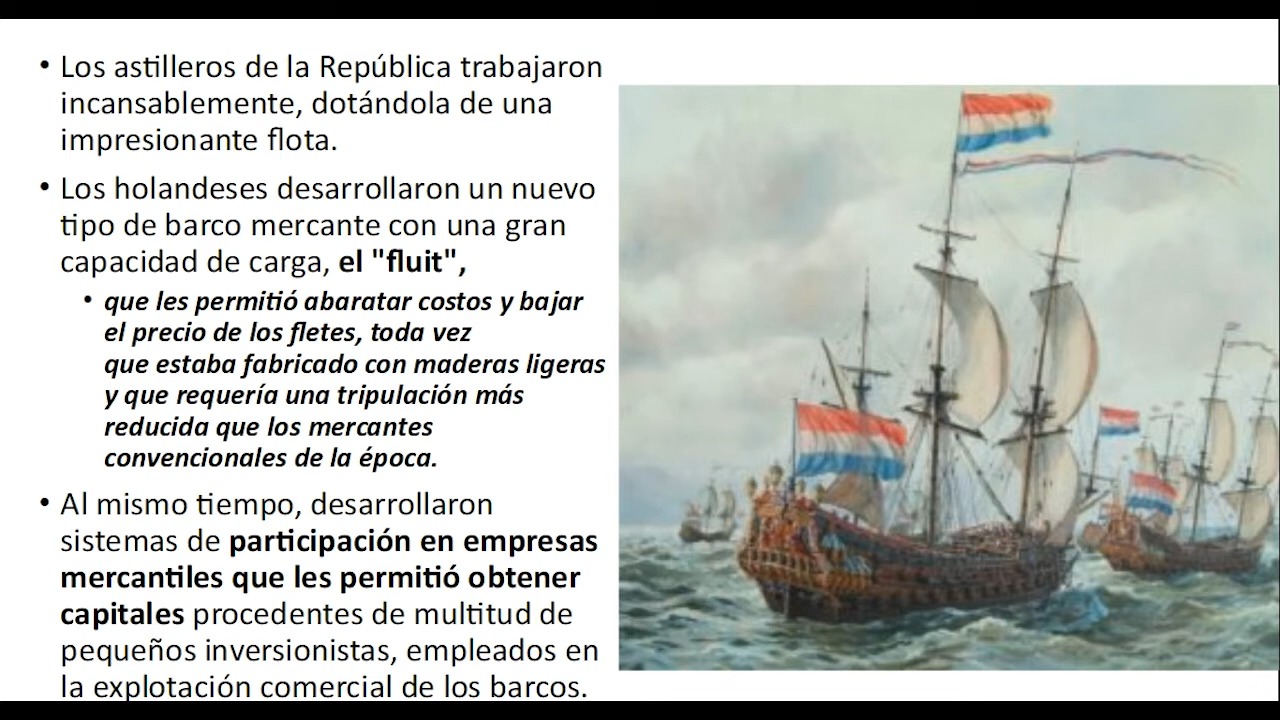 • Los astilleros de la República trabajaron
incansablemente, dotándola de una
impresionante flota.
• Los holandeses desarrollaron un nuevo
tipo de barco mercante con una gran
capacidad de carga, el "fluit",
• que les permitió abaratar costos y bajar
el precio de los fletes, toda vez
que estaba fabricado con maderas ligeras
y que requería una tripulación más
reducida que los mercantes
convencionales de la época.
• Al mismo tiempo, desarrollaron
sistemas de participación en empresas
mercantiles que les permitió obtener
capitales procedentes de multitud de
pequeños inversionistas, empleados en
la explotación comercial de los barcos.